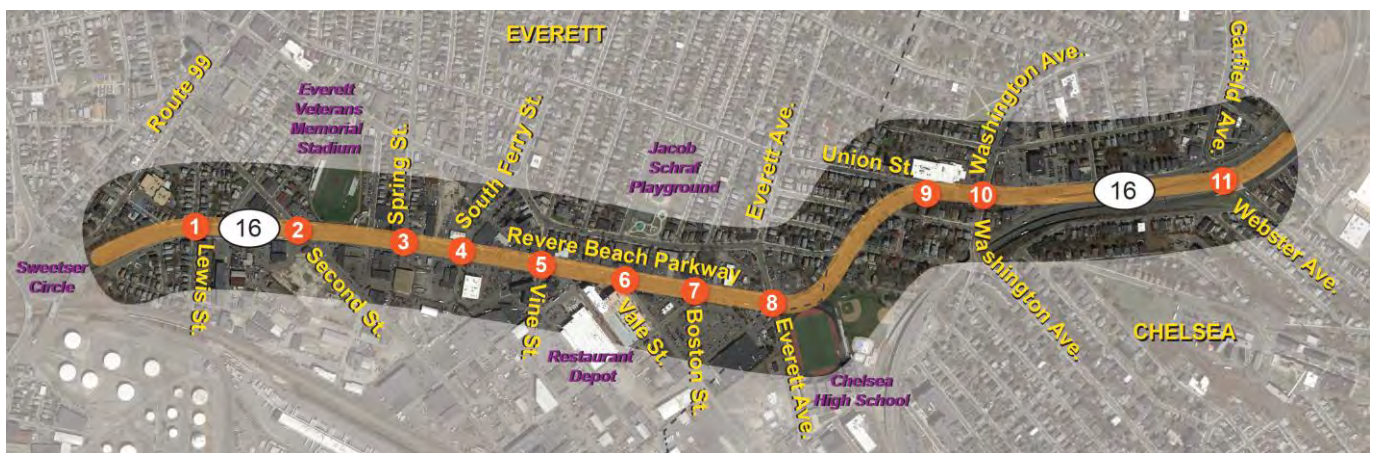 EVERETT
Route 99
Everett
Veterans
Memorial
Stadium
Spring St.
South Ferry St.
Jacob
Schraf
Playground
Everett Ave.
Union St.
Washington Ave.
Garfield Ave.
Sweetser
Circle
1
16
2
3
4
5
6
7
8
9
10
16
11
Revere Beach Parkway
Lewis St.
Second St.
Vine St.
Vale St.
Boston St.
Everett Ave.
Washington Ave.
Webster Ave.
Restaurant
Depot
Chelsea
High School
CHELSEA